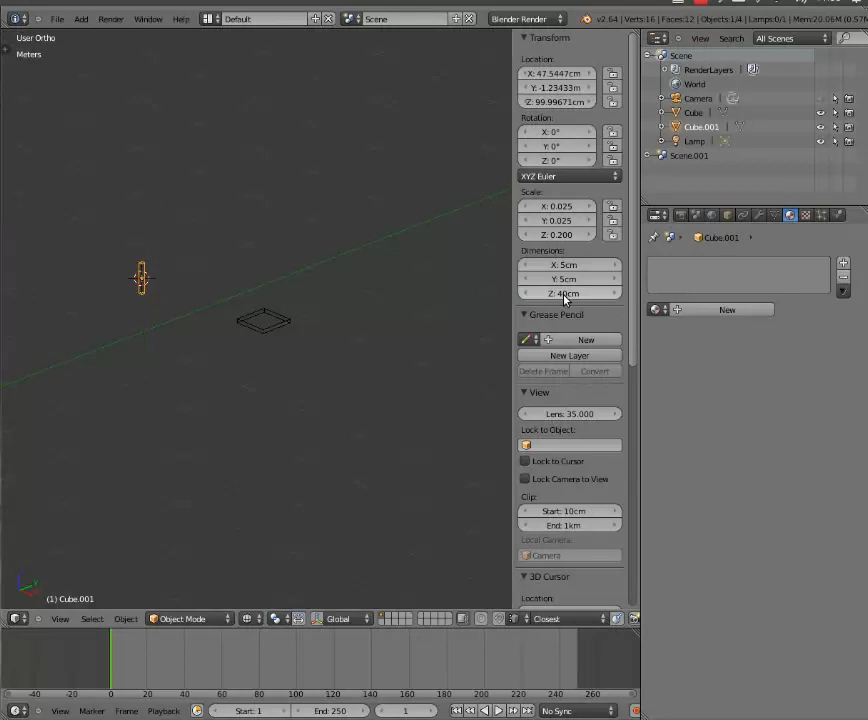 File Add Render Window Help Default Scene Blender Render v2.64 | Verts:16 | Faces:12 | Objects:1/4 | Lamps:0/1 | Mem:20.06M (0.57M
User Ortho
Meters
Transform
Location:
X: 47.5447cm
Y: -1.23433m
Z: 99.99671cm
Rotation:
X: 0°
Y: 0°
Z: 0°
XYZ Euler
Scale:
X: 0.025
Y: 0.025
Z: 0.200
Dimensions:
X: 5cm
Y: 5cm
Z: 40cm
Grease Pencil
New
New Layer
Delete Frame Convert
View
Lens: 35.000
Lock to Object:
Lock to Cursor
Lock Camera to View
Clip:
Start: 10cm
End: 1km
Local Camera:
Camera
3D Cursor
Location:
View Search All Scenes
Scene
RenderLayers
World
Camera
Cube
Cube.001
Lamp
Scene.001
Cube.001
New
(1) Cube.001
View Select Object Object Mode Global Closest
-40 -20 0 20 40 60 80 100 120 140 160 180 200 220 240 260
View Marker Frame Playback Start: 1 End: 250 1 No Sync